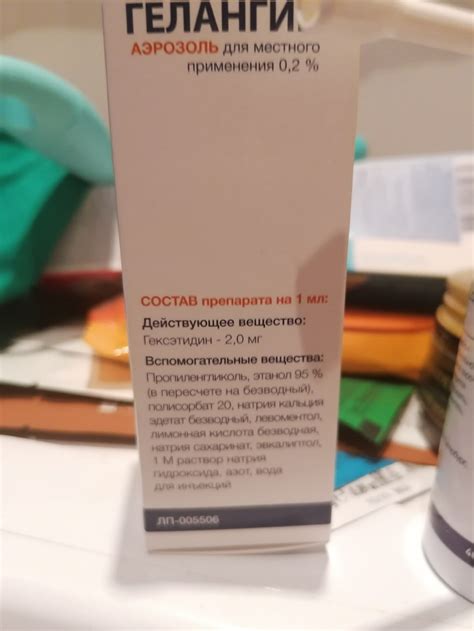 ГЕЛАНГИ
АЭРОЗОЛЬ для местного
применения 0,2 %
СОСТАВ препарата на 1 мл:
Действующее вещество:
Гексэтидин - 2,0 мг
Вспомогательные вещества:
Пропиленгликоль, этанол 95 %
(в пересчете на безводный),
полисорбат 20, натрия кальция
эдетат безводный, левоментол,
лимонная кислота безводная,
натрия сахаринат, эвкалиптол,
1 М раствор натрия
гидроксида, азот, вода
для инъекций
ЛП-005506